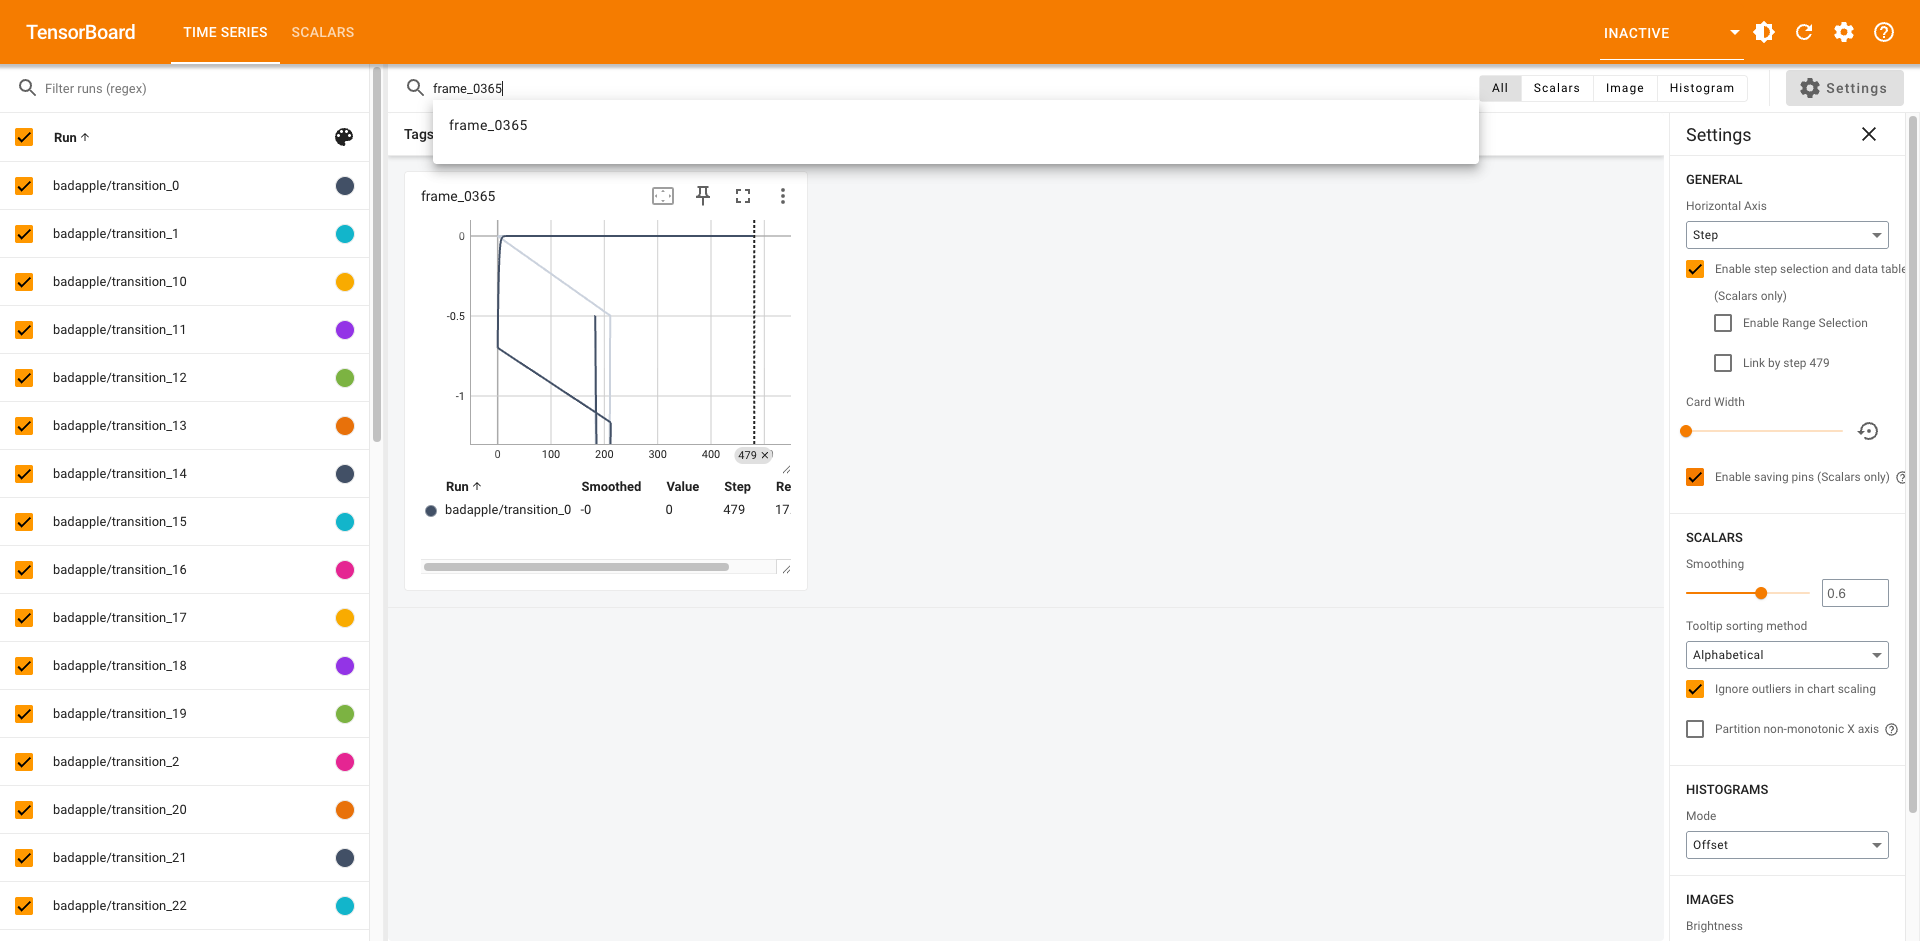 TensorBoard
TIME SERIES
SCALARS
INACTIVE
Filter runs (regex)
frame_0365
All
Scalars
Image
Histogram
Settings
frame_0365
Run
Tags
Settings
badapple/transition_0
badapple/transition_1
badapple/transition_10
badapple/transition_11
badapple/transition_12
badapple/transition_13
badapple/transition_14
badapple/transition_15
badapple/transition_16
badapple/transition_17
badapple/transition_18
badapple/transition_19
badapple/transition_2
badapple/transition_20
badapple/transition_21
badapple/transition_22
frame_0365
0
-0.5
-1
0 100 200 300 400 479
Run Smoothed Value Step Re
badapple/transition_0 -0 0 479 17
GENERAL
Horizontal Axis
Step
Enable step selection and data table
(Scalars only)
Enable Range Selection
Link by step 479
Card Width
Enable saving pins (Scalars only)
SCALARS
Smoothing
0.6
Tooltip sorting method
Alphabetical
Ignore outliers in chart scaling
Partition non-monotonic X axis
HISTOGRAMS
Mode
Offset
IMAGES
Brightness